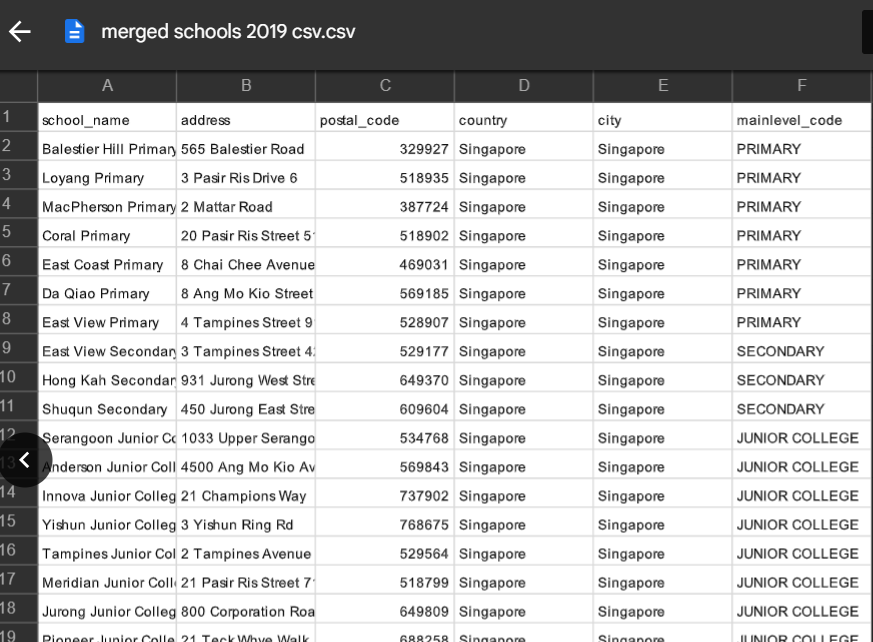 merged schools 2019 csv.csv
A B C D E F
1 school_name address postal_code country city mainlevel_code
2 Balestier Hill Primary 565 Balestier Road 329927 Singapore Singapore PRIMARY
3 Loyang Primary 3 Pasir Ris Drive 6 518935 Singapore Singapore PRIMARY
4 MacPherson Primary 2 Mattar Road 387724 Singapore Singapore PRIMARY
5 Coral Primary 20 Pasir Ris Street 5 518902 Singapore Singapore PRIMARY
6 East Coast Primary 8 Chai Chee Avenue 469031 Singapore Singapore PRIMARY
7 Da Qiao Primary 8 Ang Mo Kio Street 569185 Singapore Singapore PRIMARY
8 East View Primary 4 Tampines Street 9 528907 Singapore Singapore PRIMARY
9 East View Secondary 3 Tampines Street 4 529177 Singapore Singapore SECONDARY
10 Hong Kah Secondar 931 Jurong West Stre 649370 Singapore Singapore SECONDARY
11 Shuqun Secondary 450 Jurong East Stre 609604 Singapore Singapore SECONDARY
12 Serangoon Junior Co 1033 Upper Serango 534768 Singapore Singapore JUNIOR COLLEGE
13 Anderson Junior Coll 4500 Ang Mo Kio Av 569843 Singapore Singapore JUNIOR COLLEGE
14 Innova Junior Colleg 21 Champions Way 737902 Singapore Singapore JUNIOR COLLEGE
15 Yishun Junior Colleg 3 Yishun Ring Rd 768675 Singapore Singapore JUNIOR COLLEGE
16 Tampines Junior Col 2 Tampines Avenue 529564 Singapore Singapore JUNIOR COLLEGE
17 Meridian Junior Coll 21 Pasir Ris Street 7 518799 Singapore Singapore JUNIOR COLLEGE
18 Jurong Junior Colleg 800 Corporation Roa 649809 Singapore Singapore JUNIOR COLLEGE
19 Pioneer Junior Colle 21 Teck Whye Walk 688258 Singapore Singapore JUNIOR COLLEGE